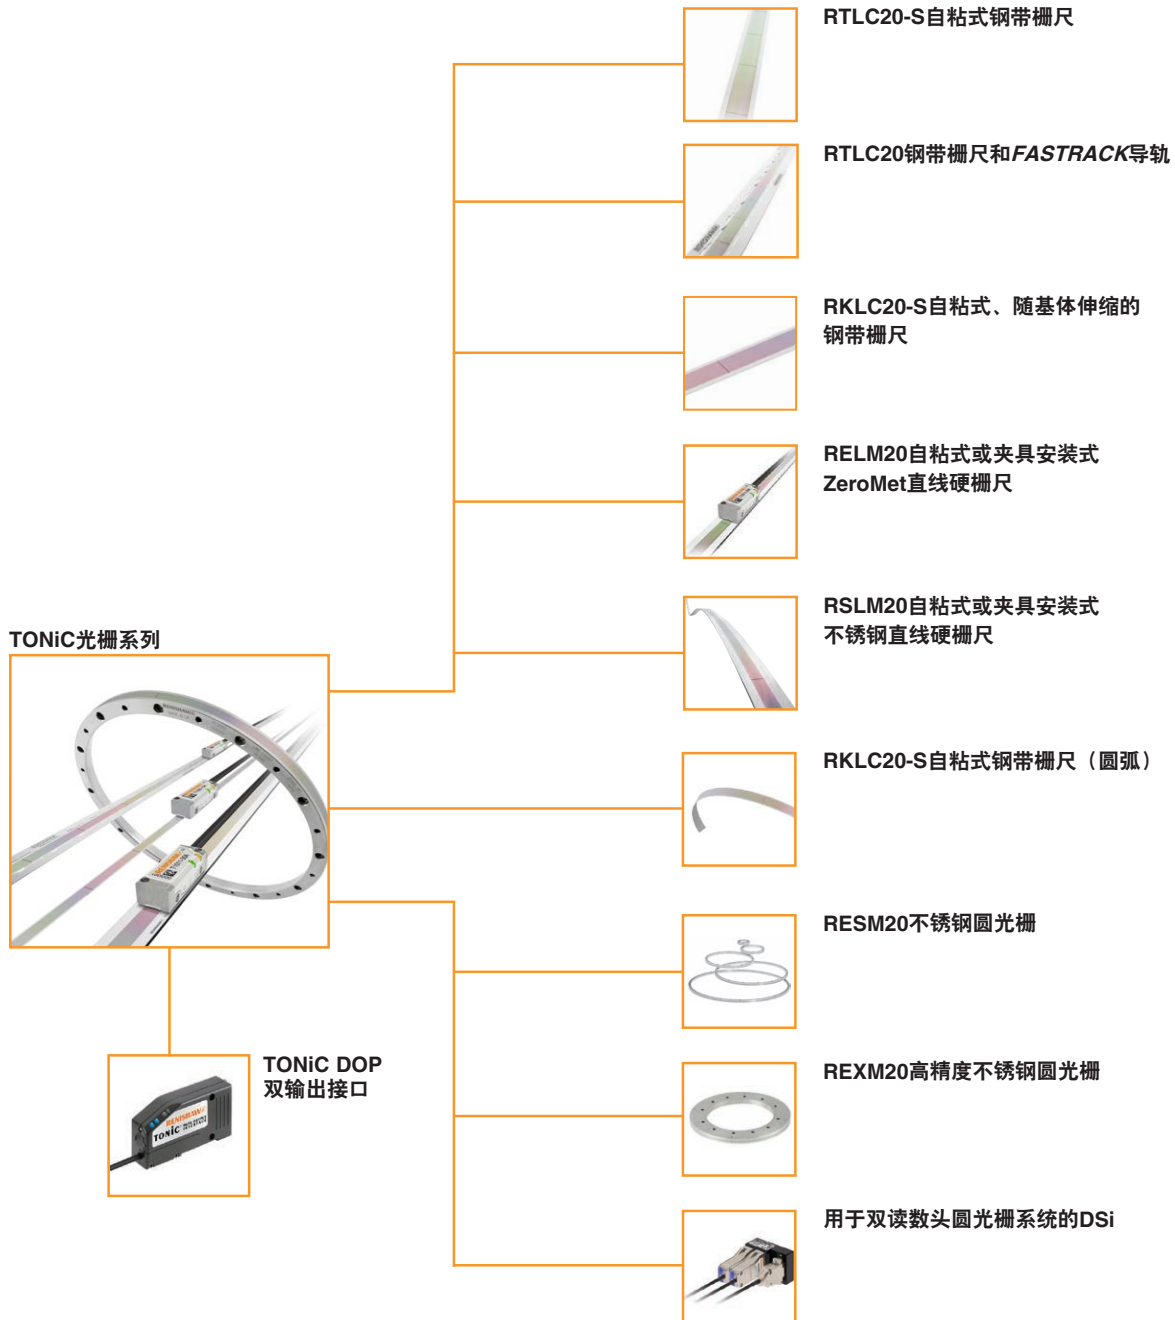 RTLC20-S自粘式钢带栅尺
RTLC20钢带栅尺和FASTRACK导轨
RKLC20-S自粘式、随基体伸缩的
钢带栅尺
RELM20自粘式或夹具安装式
ZeroMet直线硬栅尺
RSLM20自粘式或夹具安装式
不锈钢直线硬栅尺
TONiC光栅系列
RKLC20-S自粘式钢带栅尺（圆弧）
RESM20不锈钢圆光栅
TONiC DOP
双输出接口
RENISHAW
TONiC
REXM20高精度不锈钢圆光栅
用于双读数头圆光栅系统的DSi